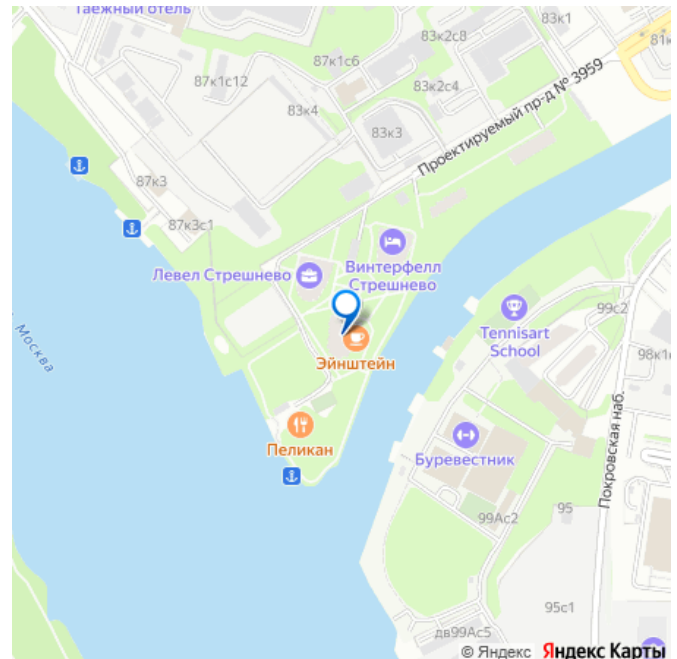 Таёжный отель
83к1
81к
83к2с8
87к1с6
87к1с12
83к2с4
83к4
83к3
Проектируемый пр-д № 3959
87к3
87к3с1
Левел Стрешнево
Винтерфелл
Стрешнево
Москва
99с2
Tennisart
School
98к1
Эйнштейн
Пеликан
Буревестник
Покровская наб.
99Ас2
95
95с1
дв99Ас5
© Яндекс Яндекс Карты